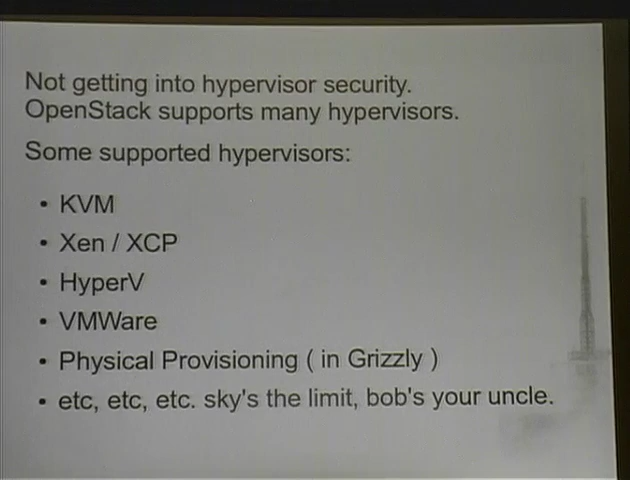 Not getting into hypervisor security.
OpenStack supports many hypervisors.
Some supported hypervisors:
• KVM
• Xen / XCP
• HyperV
• VMWare
• Physical Provisioning ( in Grizzly )
• etc, etc, etc. sky's the limit, bob's your uncle.